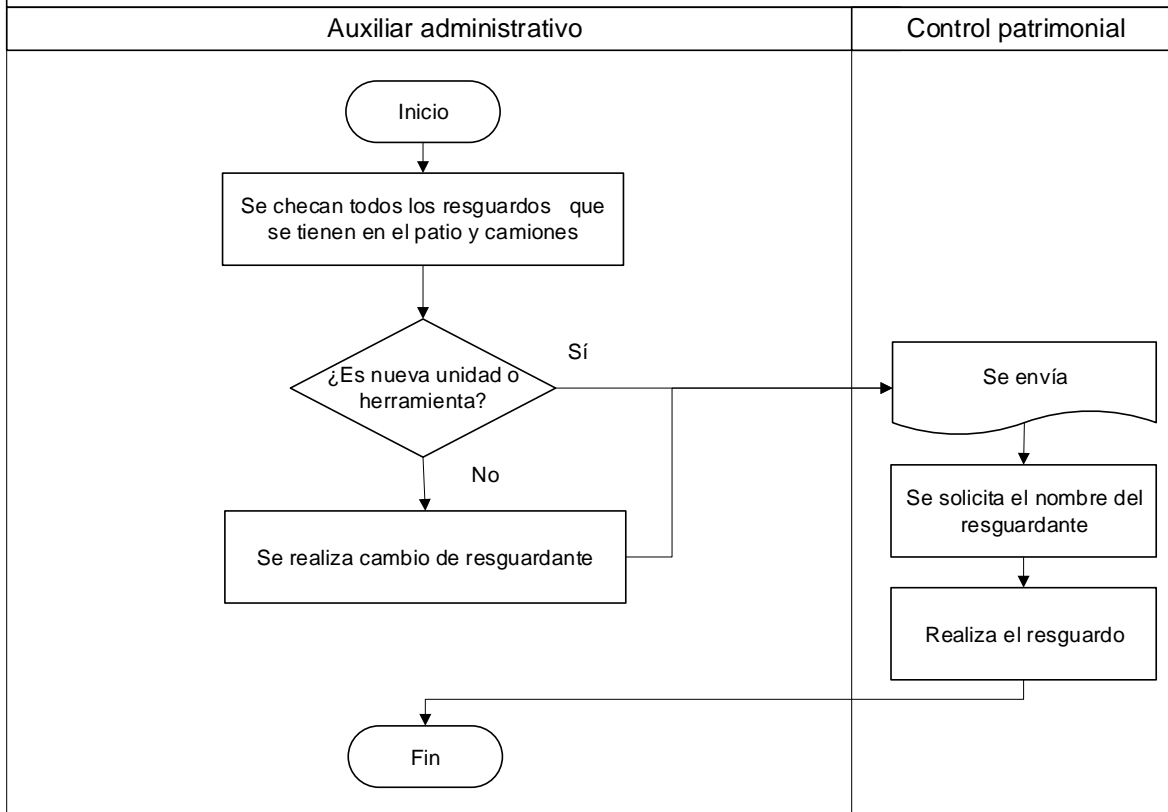 Auxiliar administrativo
Control patrimonial
Inicio
Se checan todos los resguardos que
se tienen en el patio y camiones
¿Es nueva unidad o
herramienta?
Sí
No
Se realiza cambio de resguardante
Se envía
Se solicita el nombre del
resguardante
Realiza el resguardo
Fin